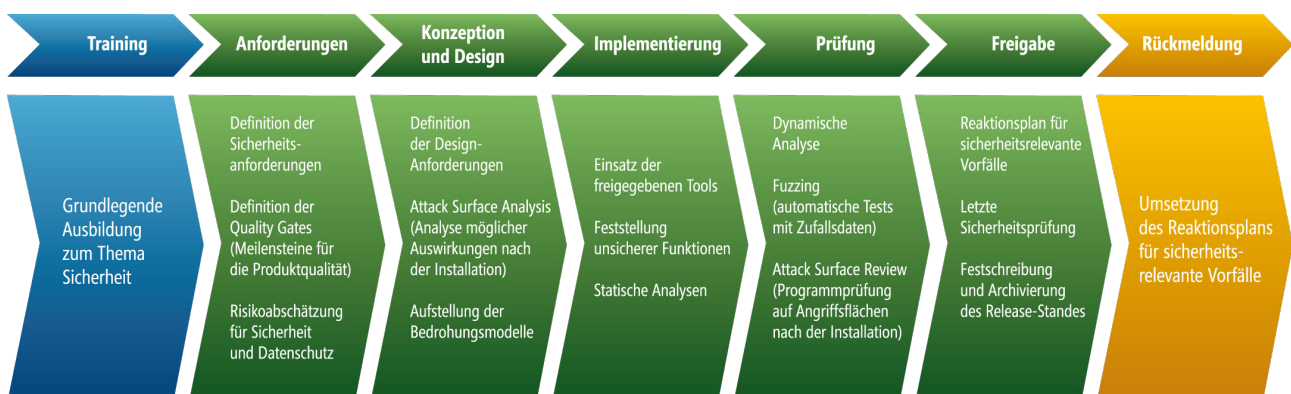 Training
Anforderungen
Konzeption
und Design
Implementierung
Prüfung
Freigabe
Rückmeldung
Grundlegende
Ausbildung
zum Thema
Sicherheit
Definition der
Sicherheits-
anforderungen
Definition der
Quality Gates
(Meilensteine für
die Produktqualität)
Risikoabschätzung
für Sicherheit
und Datenschutz
Definition
der Design-
Anforderungen
Attack Surface Analysis
(Analyse möglicher
Auswirkungen nach
der Installation)
Aufstellung der
Bedrohungsmodelle
Einsatz der
freigegebenen Tools
Feststellung
unsicherer Funktionen
Statische Analysen
Dynamische
Analyse
Fuzzing
(automatische Tests
mit Zufallsdaten)
Attack Surface Review
(Programmprüfung
auf Angriffsflächen
nach der Installation)
Reaktionsplan für
sicherheitsrelevante
Vorfälle
Letzte
Sicherheitsprüfung
Festschreibung
und Archivierung
des Release-Standes
Umsetzung
des Reaktionsplans
für sicherheits-
relevante Vorfälle